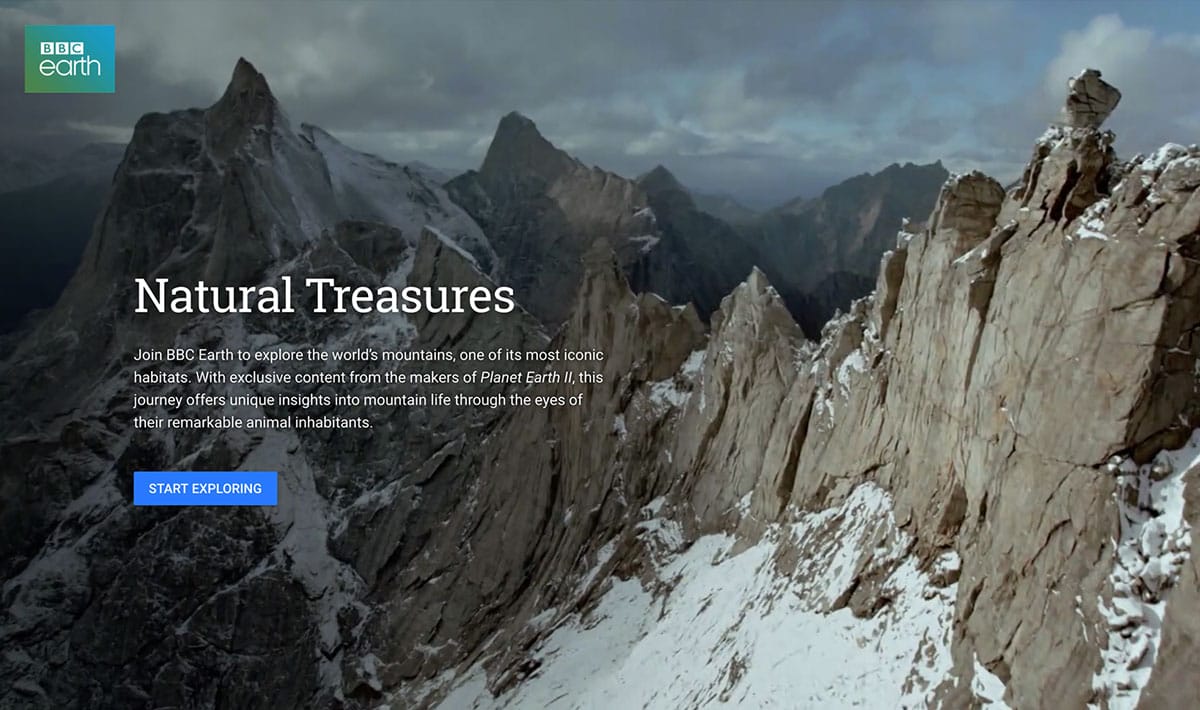 BBC
earth
Natural Treasures
Join BBC Earth to explore the world’s mountains, one of its most iconic
habitats. With exclusive content from the makers of Planet Earth II, this
journey offers unique insights into mountain life through the eyes of
their remarkable animal inhabitants.
START EXPLORING